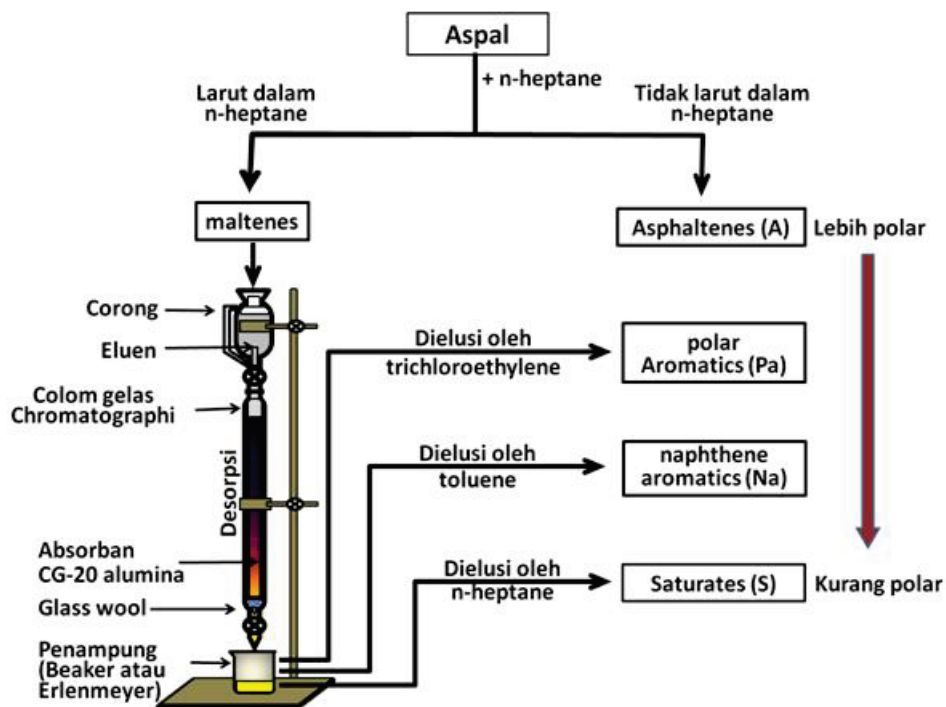 Aspal
+ n-heptane
Larut dalam
n-heptane
Tidak larut dalam
n-heptane
maltenes
Asphaltenes (A)
Lebih polar
Corong
Eluen
Colom gelas
Chromatographi
Desorpsi
Absorban
CG-20 alumina
Glass wool
Penampung
(Beaker atau
Erlenmeyer)
Dielusi oleh
trichloroethylene
polar
Aromatics (Pa)
Dielusi oleh
toluene
naphthene
aromatics (Na)
Dielusi oleh
n-heptane
Saturates (S)
Kurang polar